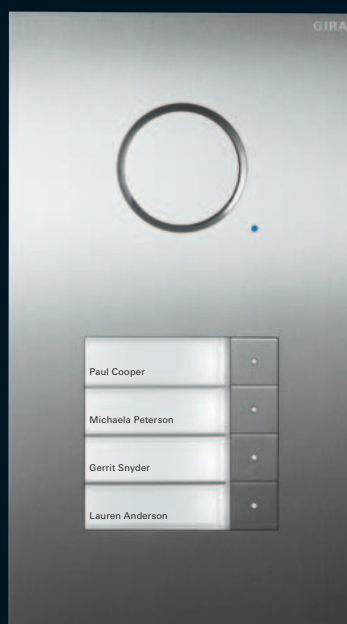 GIRA
Paul Cooper
Michaela Peterson
Gerrit Snyder
Lauren Anderson